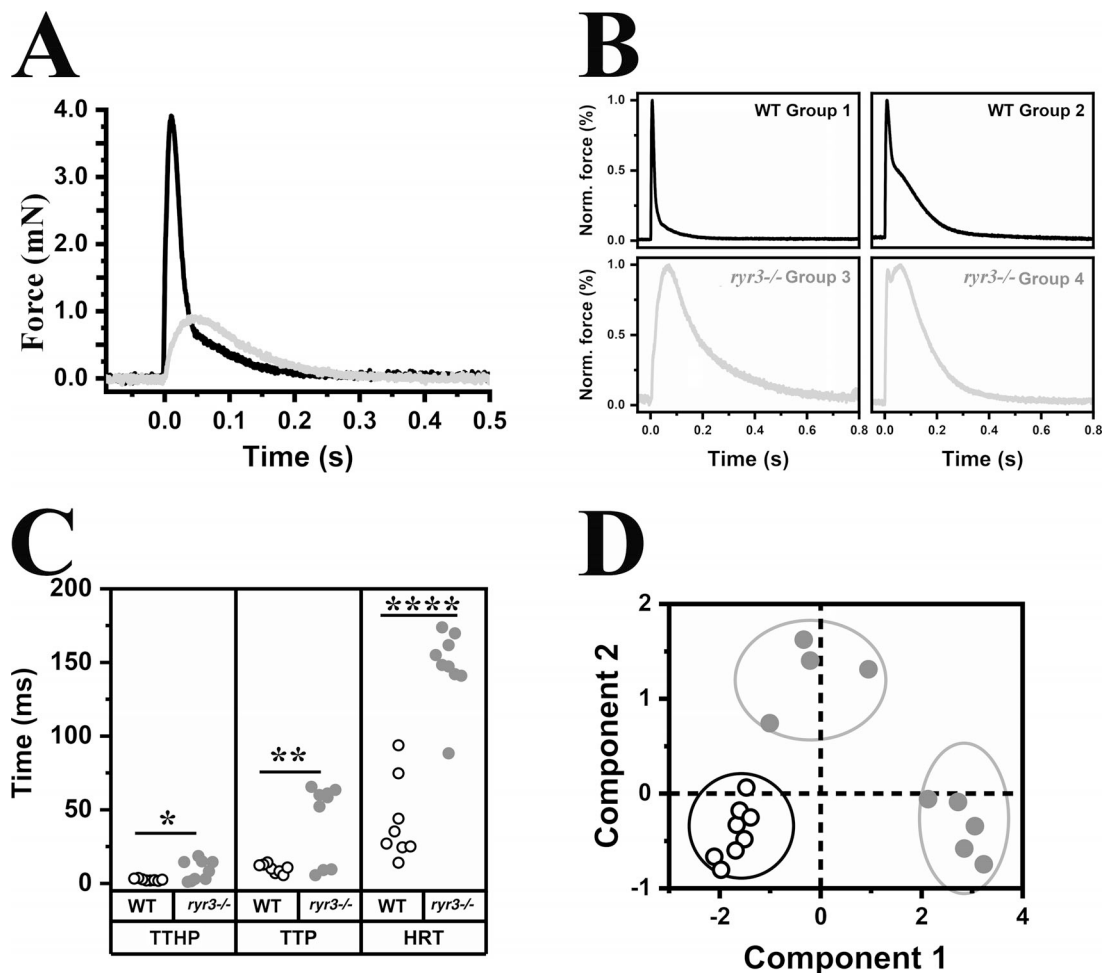 A
4.0
3.0
2.0
1.0
0.0
Force (mN)
0.0 0.1 0.2 0.3 0.4 0.5
Time (s)
B
WT Group 1
WT Group 2
1.0
0.5
0.0
Norm. force (%)
ryr3-/- Group 3
ryr3-/- Group 4
1.0
0.5
0.0
Norm. force (%)
0.0 0.2 0.4 0.6 0.8
0.0 0.2 0.4 0.6 0.8
Time (s)
Time (s)
C
200
150
100
50
0
Time (ms)
*
**
****
WT ryr3-/- WT ryr3-/- WT ryr3-/-
TTHP TTP HRT
D
2
1
0
-1
Component 2
-2 0 2 4
Component 1